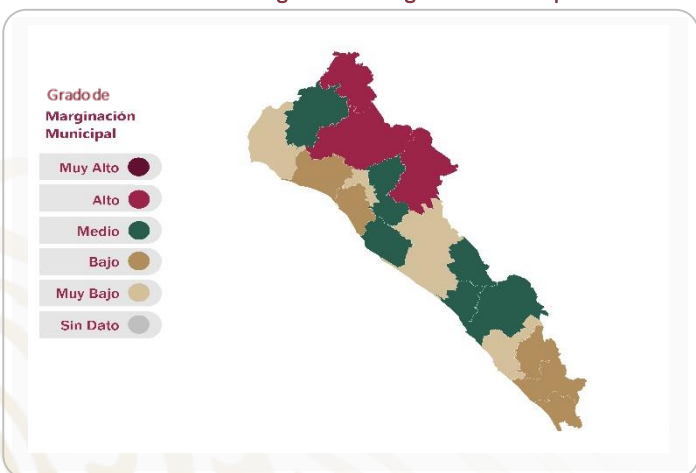 Grado de
Marginación
Municipal
Muy Alto
Alto
Medio
Bajo
Muy Bajo
Sin Dato